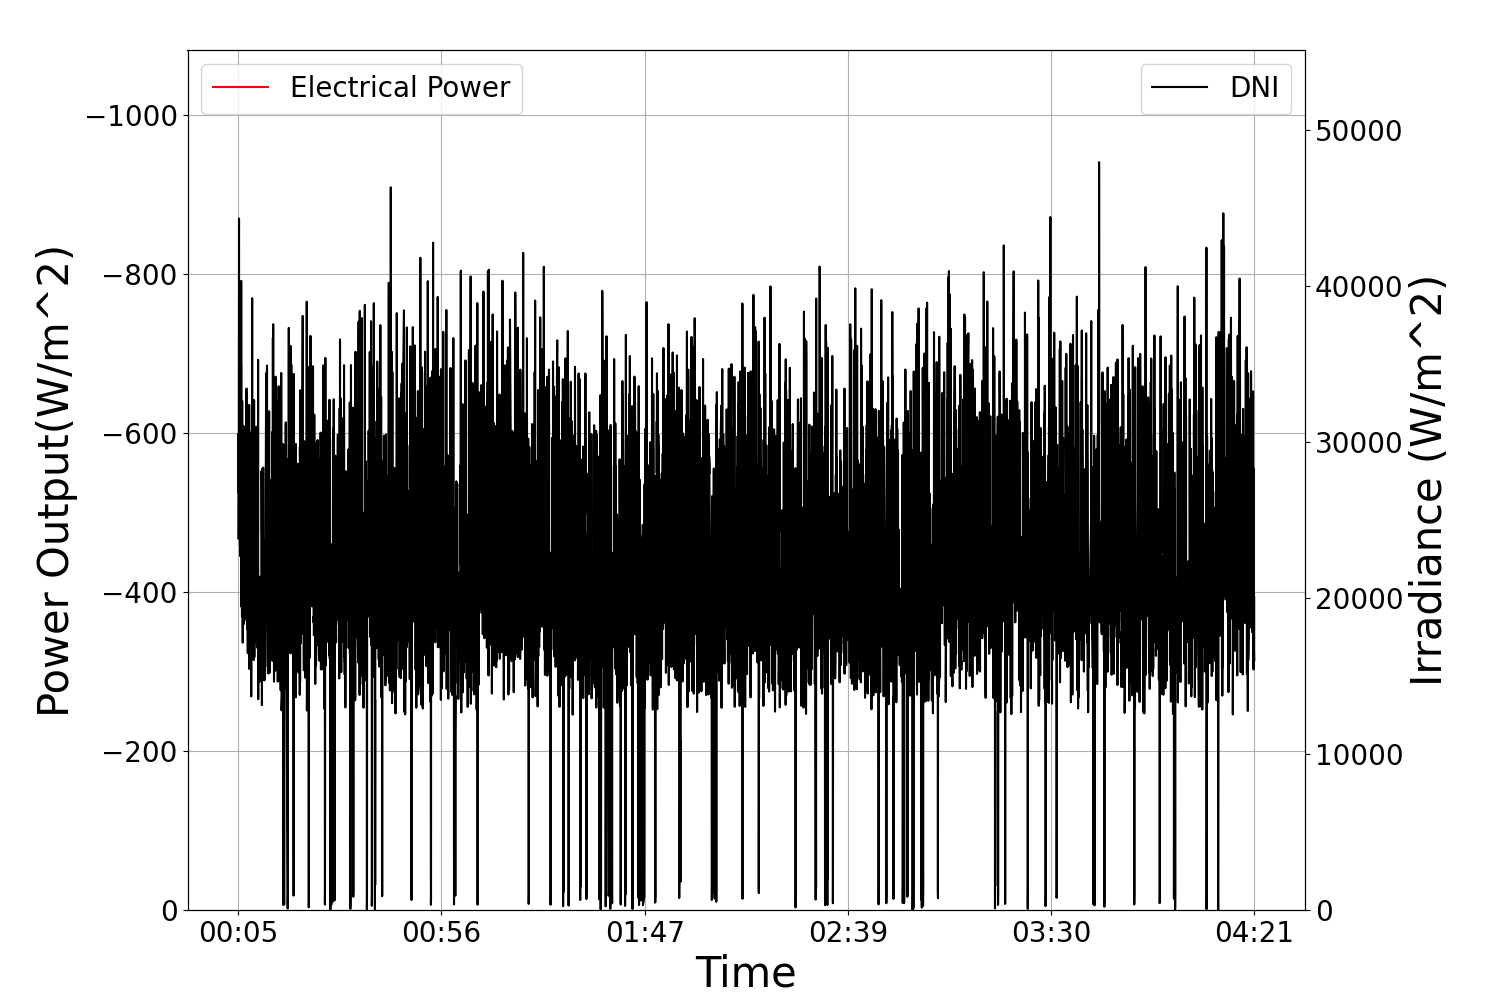 Electrical Power
DNI
−1000
−800
−600
−400
−200
0
Power Output(W/m^2)
50000
40000
30000
20000
10000
0
Irradiance (W/m^2)
00:05 00:56 01:47 02:39 03:30 04:21
Time